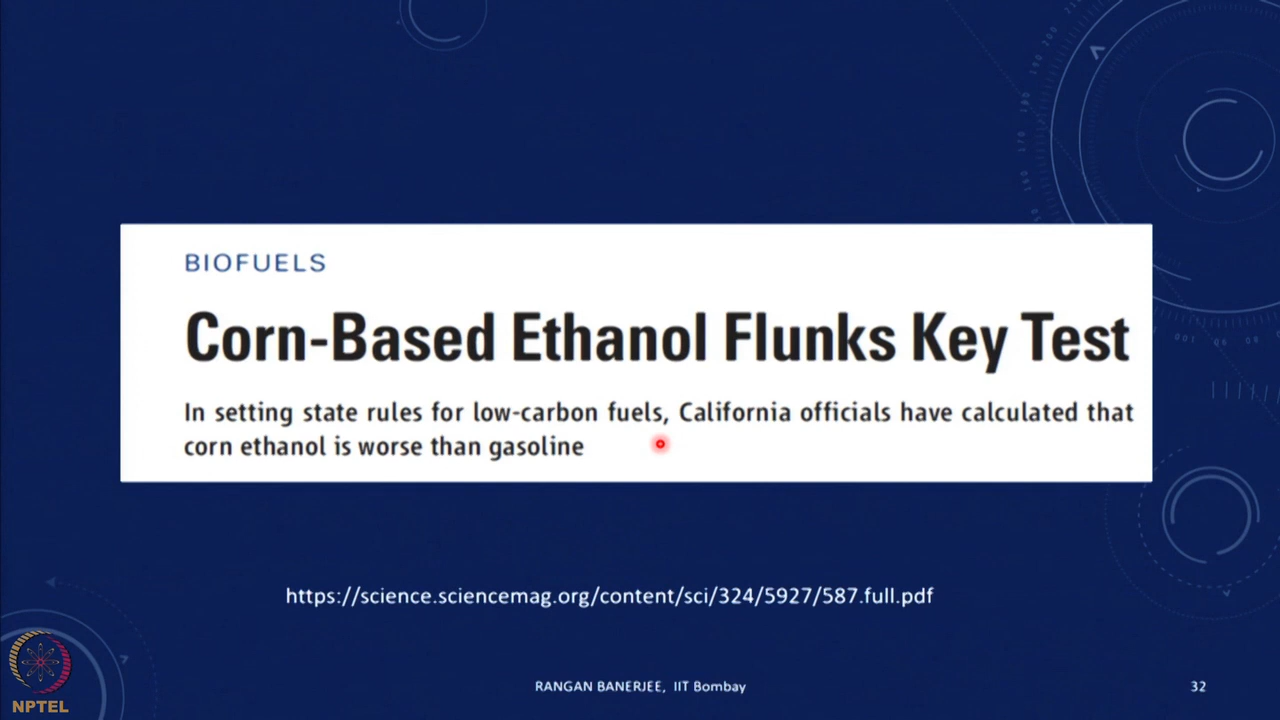 BIOFUELS
Corn-Based Ethanol Flunks Key Test
In setting state rules for low-carbon fuels, California officials have calculated that
corn ethanol is worse than gasoline
https://science.sciencemag.org/content/sci/324/5927/587.full.pdf
NPTEL
RANGAN BANERJEE, IIT Bombay
32